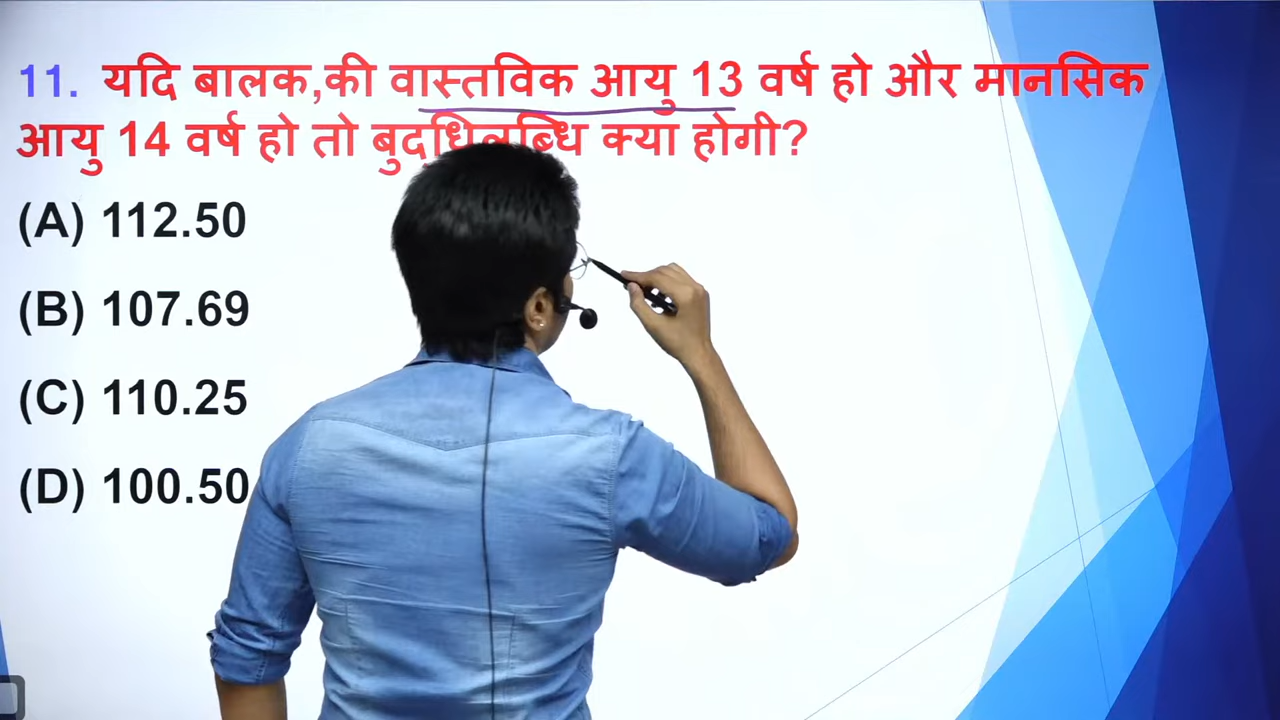 11. यदि बालक,की वास्तविक आयु 13 वर्ष हो और मानसिक
आयु 14 वर्ष हो तो बुद्धिलब्धि क्या होगी?
(A) 112.50
(B) 107.69
(C) 110.25
(D) 100.50